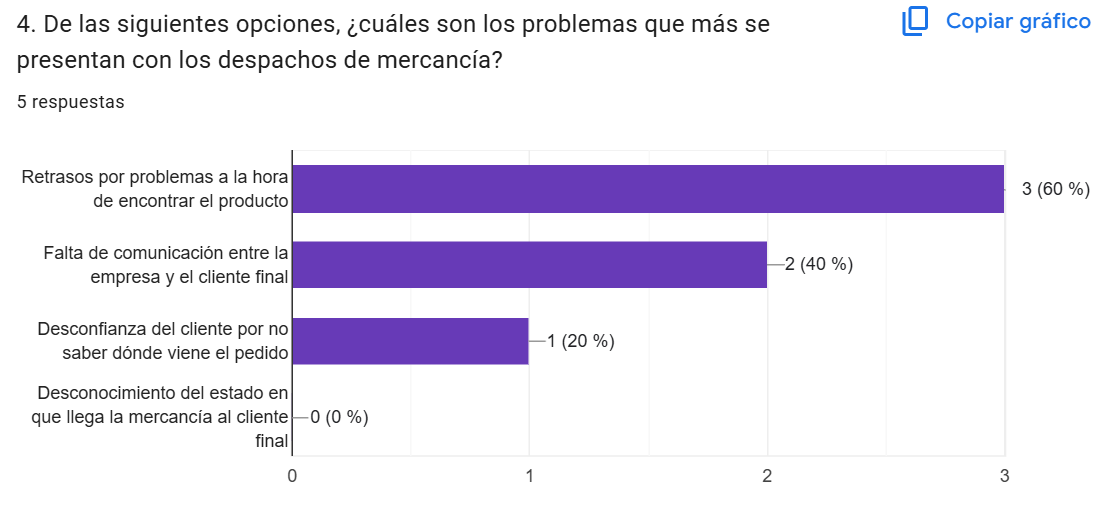 4. De las siguientes opciones, ¿cuáles son los problemas que más se
presentan con los despachos de mercancía?
Copiar gráfico
5 respuestas
Retrasos por problemas a la hora
de encontrar el producto
3 (60 %)
Falta de comunicación entre la
empresa y el cliente final
2 (40 %)
Desconfianza del cliente por no
saber dónde viene el pedido
1 (20 %)
Desconocimiento del estado en
que llega la mercancía al cliente
final
0 (0 %)
0 1 2 3